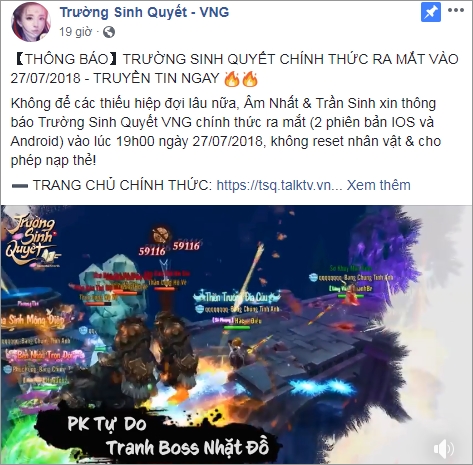 Trường Sinh Quyết - VNG
19 giờ ·
【THÔNG BÁO】TRƯỜNG SINH QUYẾT CHÍNH THỨC RA MẮT VÀO
27/07/2018 - TRUYỀN TIN NGAY 🔥🔥
Không để các thiếu hiệp đợi lâu nữa, Âm Nhất & Trần Sinh xin thông
báo Trường Sinh Quyết VNG chính thức ra mắt (2 phiên bản IOS và
Android) vào lúc 19h00 ngày 27/07/2018, không reset nhân vật & cho
phép nạp thẻ!
➖ TRANG CHỦ CHÍNH THỨC: https://tsq.talktv.vn... Xem thêm
Trường
Sinh
Quyết
59116 59116
PK Tự Do
Tranh Boss Nhặt Đồ